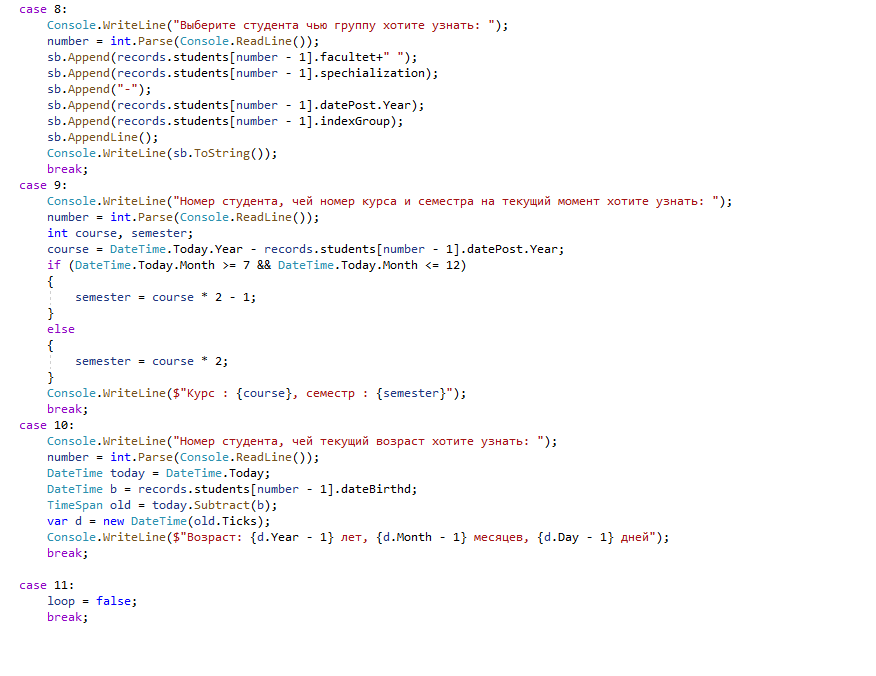 case 8:
    Console.WriteLine("Выберите студента чью группу хотите узнать: ");
    number = int.Parse(Console.ReadLine());
    sb.Append(records.students[number - 1].facultet+" ");
    sb.Append(records.students[number - 1].spechialization);
    sb.Append("-");
    sb.Append(records.students[number - 1].datePost.Year);
    sb.Append(records.students[number - 1].indexGroup);
    sb.AppendLine();
    Console.WriteLine(sb.ToString());
    break;
case 9:
    Console.WriteLine("Номер студента, чей номер курса и семестра на текущий момент хотите узнать: ");
    number = int.Parse(Console.ReadLine());
    int course, semester;
    course = DateTime.Today.Year - records.students[number - 1].datePost.Year;
    if (DateTime.Today.Month >= 7 && DateTime.Today.Month <= 12)
    {
        semester = course * 2 - 1;
    }
    else
    {
        semester = course * 2;
    }
    Console.WriteLine($"Курс : {course}, семестр : {semester}");
    break;
case 10:
    Console.WriteLine("Номер студента, чей текущий возраст хотите узнать: ");
    number = int.Parse(Console.ReadLine());
    DateTime today = DateTime.Today;
    DateTime b = records.students[number - 1].dateBirthd;
    TimeSpan old = today.Subtract(b);
    var d = new DateTime(old.Ticks);
    Console.WriteLine($"Возраст: {d.Year - 1} лет, {d.Month - 1} месяцев, {d.Day - 1} дней");
    break;

case 11:
    loop = false;
    break;